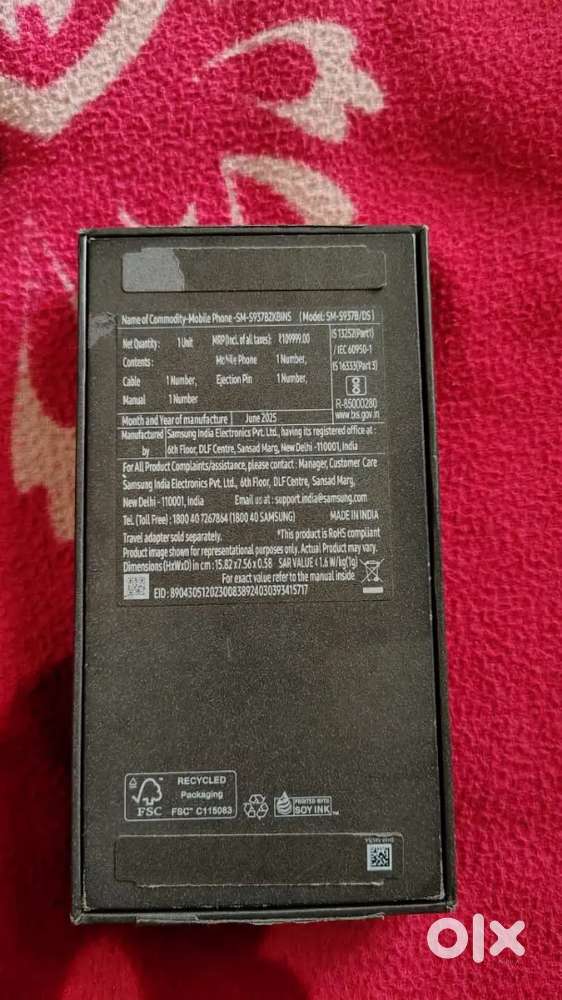 Name of Commodity-Mobile Phone -SM-S937BZKBINS (Model: SM-S937B/DS)
Net Quantity: 1 Unit MRP(Incl. of all taxes): ₹109999.00
Contents: Mobile Phone 1 Number,
Cable 1 Number, Ejection Pin 1 Number,
Manual 1 Number
IS 13252(Part1)
/ IEC 60950-1
IS 16333(Part 3)
R-85000280
www.bis.gov.in
Month and Year of manufacture June 2025
Manufactured by Samsung India Electronics Pvt. Ltd., having its registered office at :
6th Floor, DLF Centre, Sansad Marg, New Delhi -110001, India
For All Product Complaints/assistance, please contact : Manager, Customer Care
Samsung India Electronics Pvt. Ltd., 6th Floor, DLF Centre, Sansad Marg,
New Delhi - 110001, India Email us at : support.india@samsung.com
Tel. (Toll Free) : 1800 40 7267864 (1800 40 SAMSUNG) MADE IN INDIA
Travel adapter sold separately. *This product is RoHS compliant
Product image shown for representational purposes only. Actual Product may vary.
Dimensions (HxWxD) in cm : 15.82 x7.56 x 0.58 SAR VALUE < 1.6 W/kg(1g)
For exact value refer to the manual inside
EID : 89043051202300838924030393415717
FSC
RECYCLED
Packaging
FSC™ C115083
PRINTED WITH
SOY INK™
olx